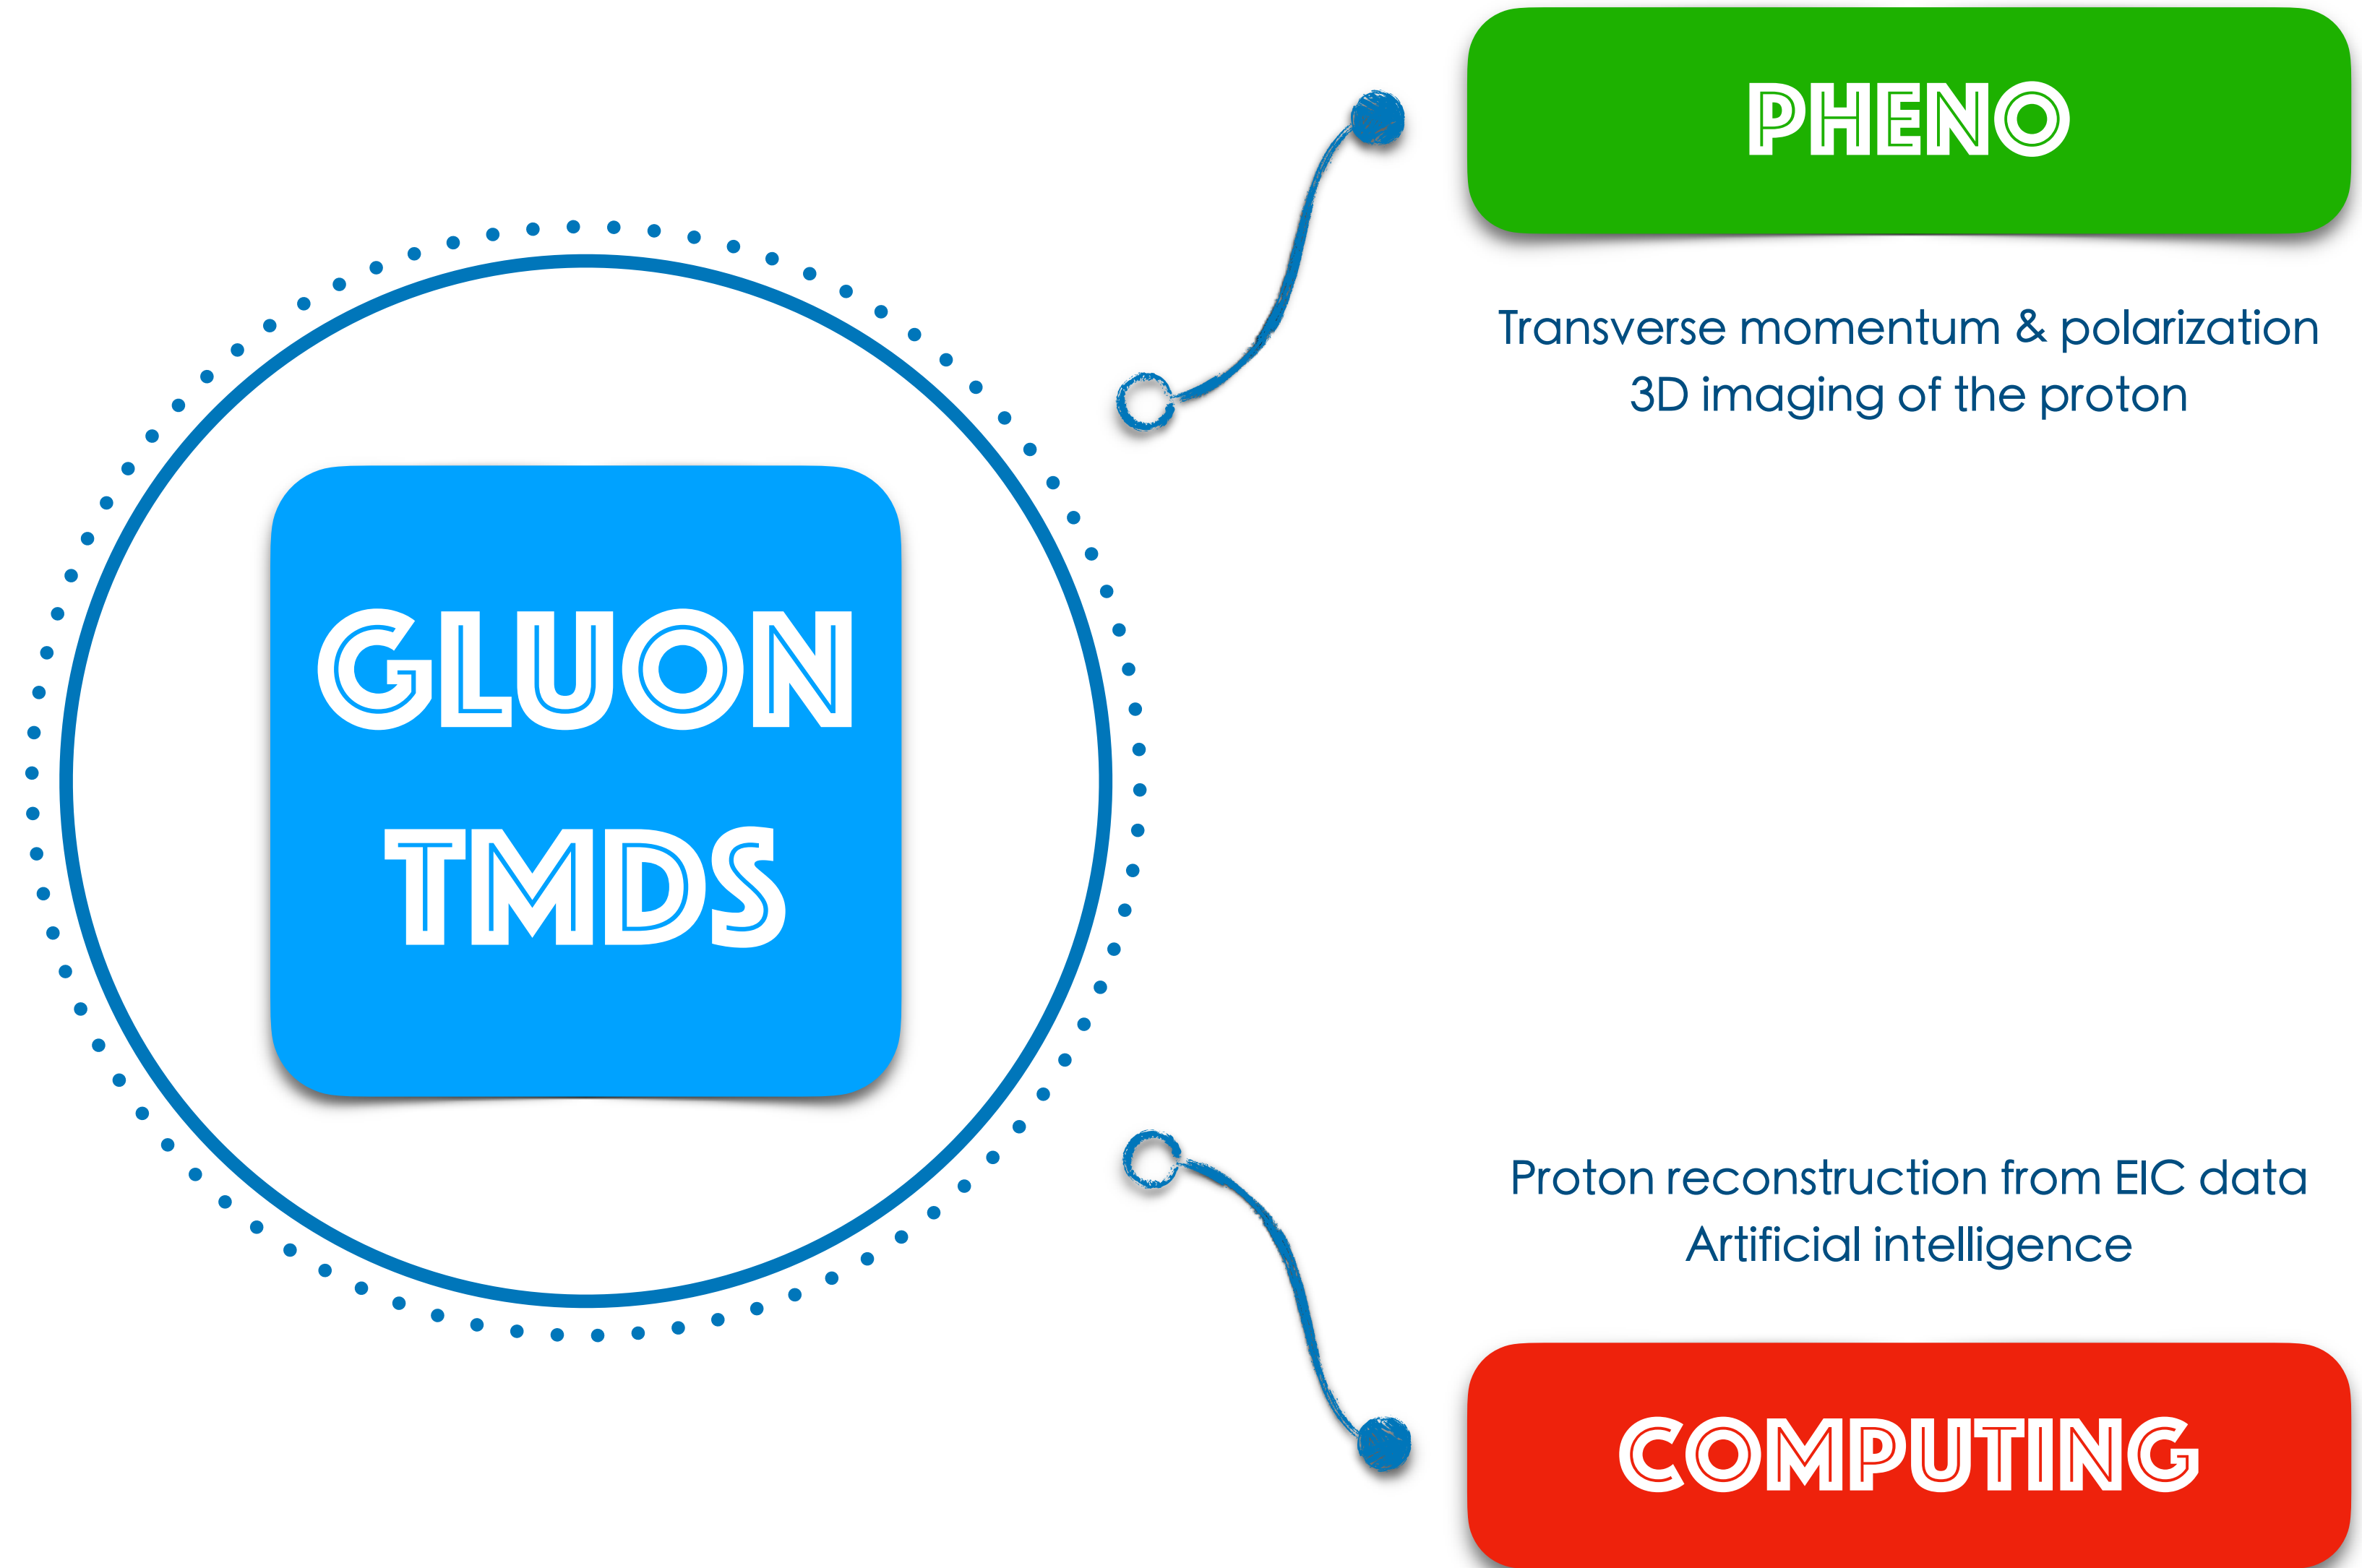 GLUON
TMDS
PHENO
Transverse momentum & polarization
3D imaging of the proton
Proton reconstruction from EIC data
Artificial intelligence
COMPUTING